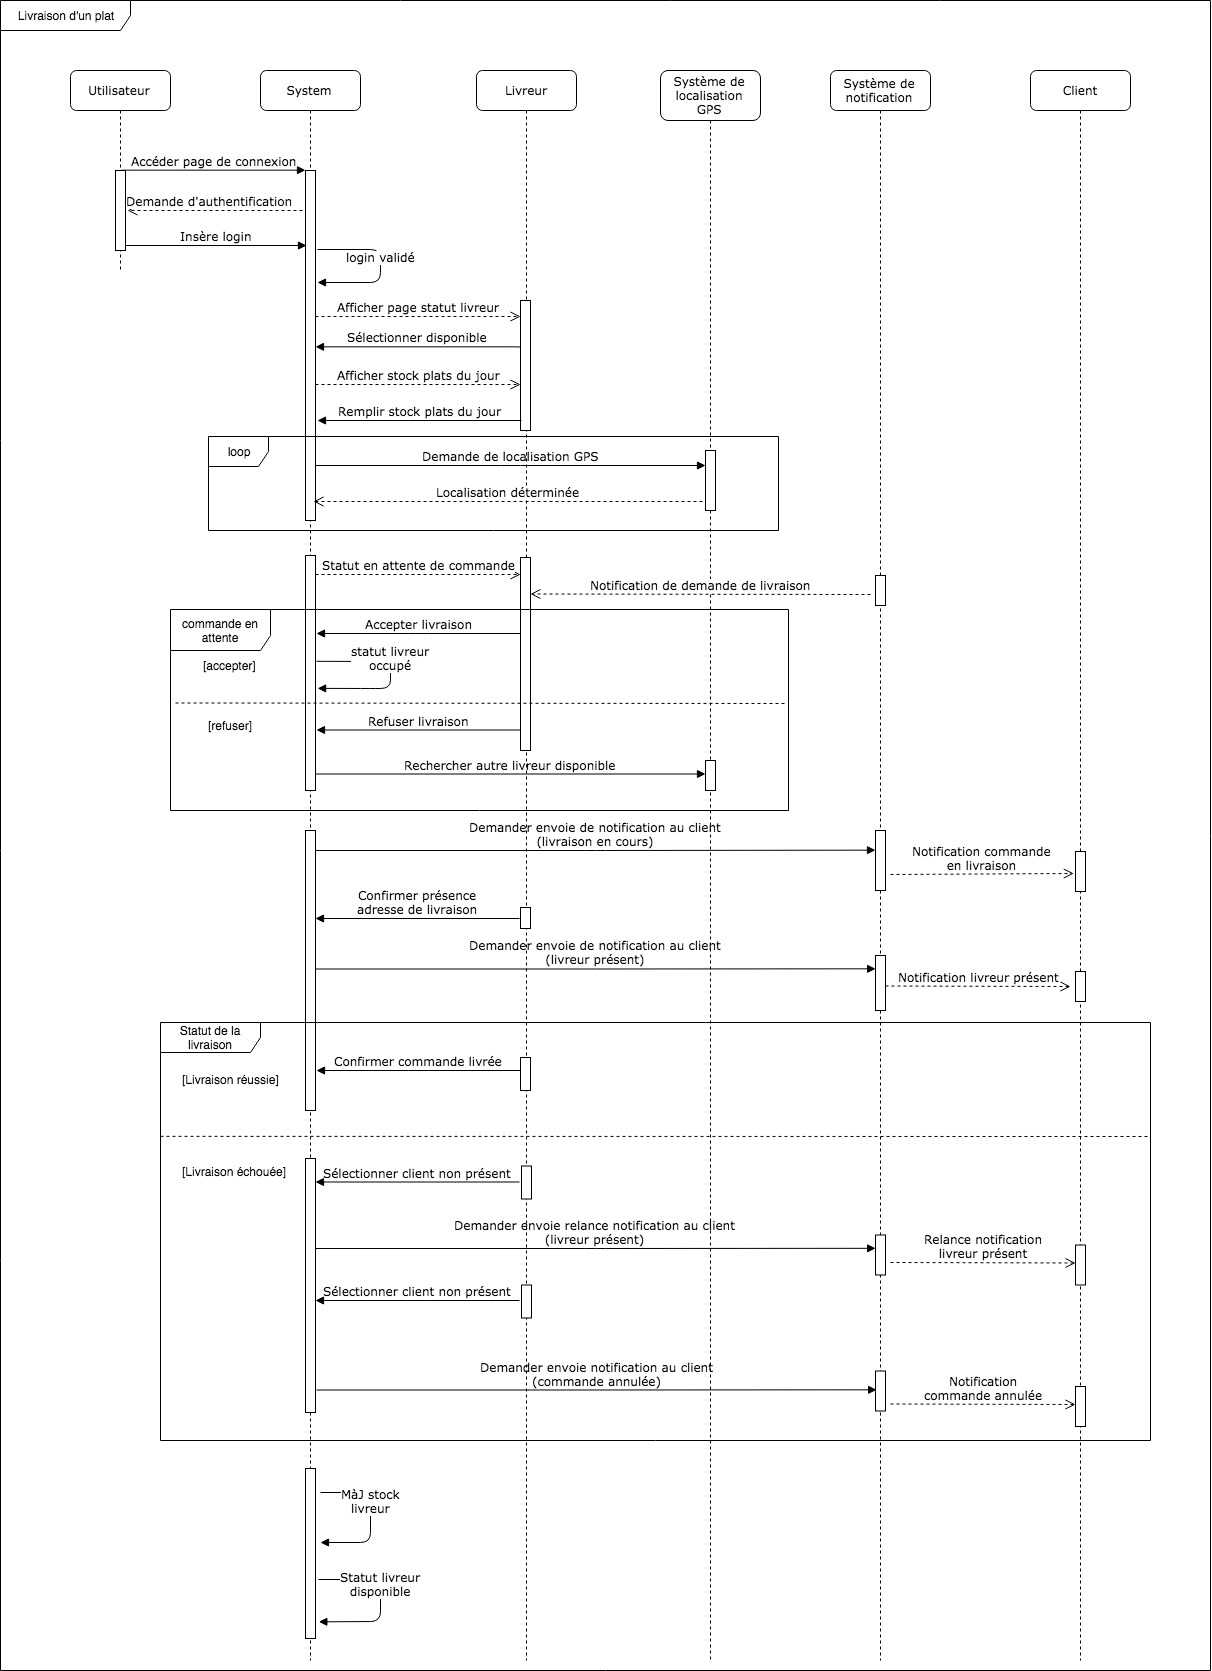 Livraison d'un plat
Utilisateur
System
Livreur
Système de
localisation
GPS
Système de
notification
Client
Accéder page de connexion
Demande d'authentification
Insère login
login validé
Afficher page statut livreur
Sélectionner disponible
Afficher stock plats du jour
Remplir stock plats du jour
loop
Demande de localisation GPS
Localisation déterminée
Statut en attente de commande
Notification de demande de livraison
commande en
attente
Accepter livraison
[accepter]
statut livreur
occupé
[refuser]
Refuser livraison
Rechercher autre livreur disponible
Demander envoie de notification au client
(livraison en cours)
Notification commande
en livraison
Confirmer présence
adresse de livraison
Demander envoie de notification au client
(livreur présent)
Notification livreur présent
Statut de la
livraison
Confirmer commande livrée
[Livraison réussie]
[Livraison échouée]
Sélectionner client non présent
Demander envoie relance notification au client
(livreur présent)
Relance notification
livreur présent
Sélectionner client non présent
Demander envoie notification au client
(commande annulée)
Notification
commande annulée
MàJ stock
livreur
Statut livreur
disponible